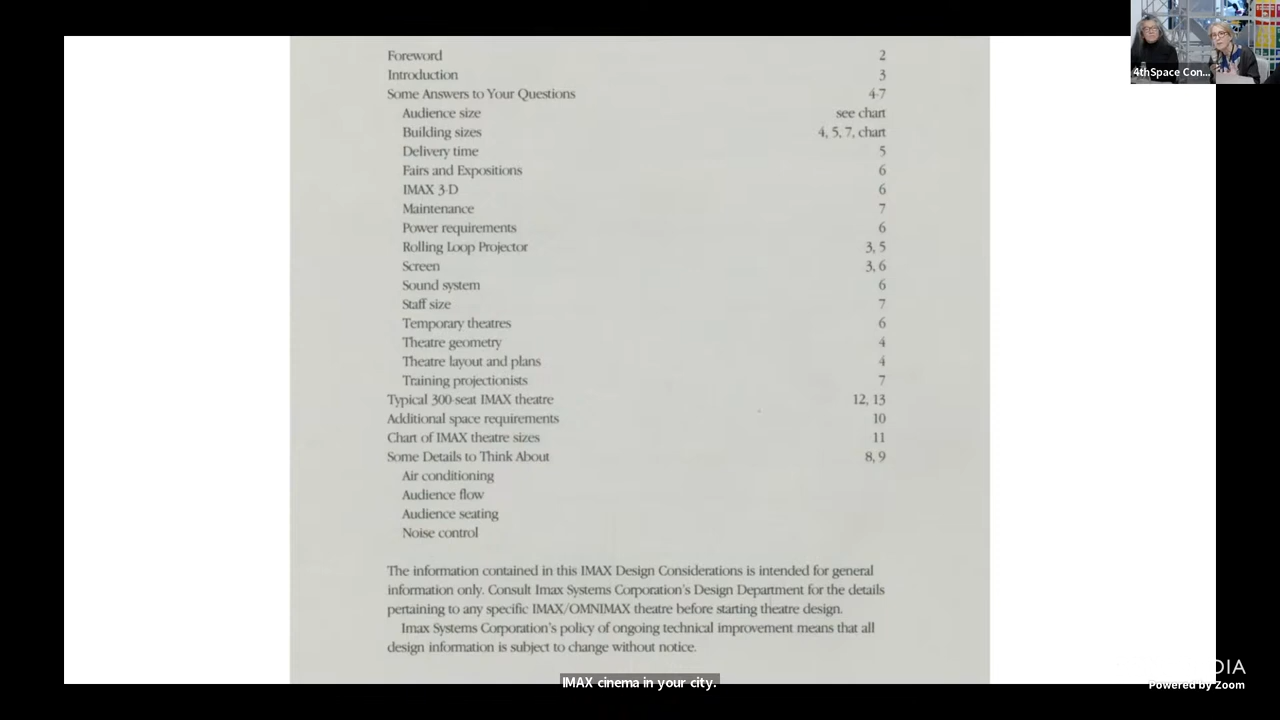 4thSpace Con...
Foreword 2
Introduction 3
Some Answers to Your Questions 4-7
Audience size see chart
Building sizes 4, 5, 7, chart
Delivery time 5
Fairs and Expositions 6
IMAX 3-D 6
Maintenance 7
Power requirements 6
Rolling Loop Projector 3, 5
Screen 3, 6
Sound system 6
Staff size 7
Temporary theatres 6
Theatre geometry 4
Theatre layout and plans 4
Training projectionists 7
Typical 300-seat IMAX theatre 12, 13
Additional space requirements 10
Chart of IMAX theatre sizes 11
Some Details to Think About 8, 9
Air conditioning
Audience flow
Audience seating
Noise control
The information contained in this IMAX Design Considerations is intended for general
information only. Consult Imax Systems Corporation's Design Department for the details
pertaining to any specific IMAX/OMNIMAX theatre before starting theatre design.
Imax Systems Corporation's policy of ongoing technical improvement means that all
design information is subject to change without notice.
IMAX cinema in your city.
Powered by Zoom